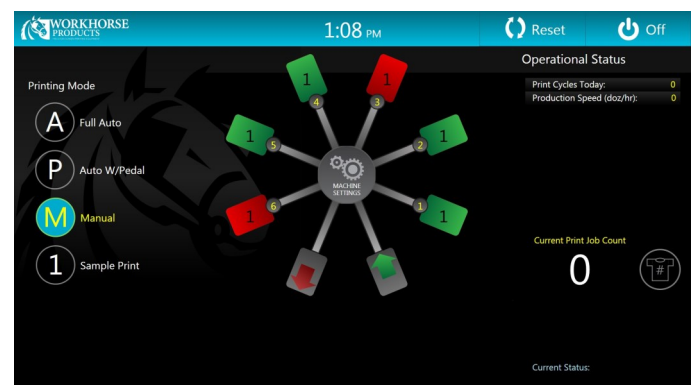 WORKHORSE
PRODUCTS
1:08 PM
Reset
Off
Operational Status
Print Cycles Today: 0
Production Speed (doz/hr): 0
Printing Mode
A Full Auto
P Auto W/Pedal
M Manual
1 Sample Print
1
4
1
3
1
5
1
2
1
6
1
1
MACHINE
SETTINGS
Current Print Job Count
0
#
Current Status: